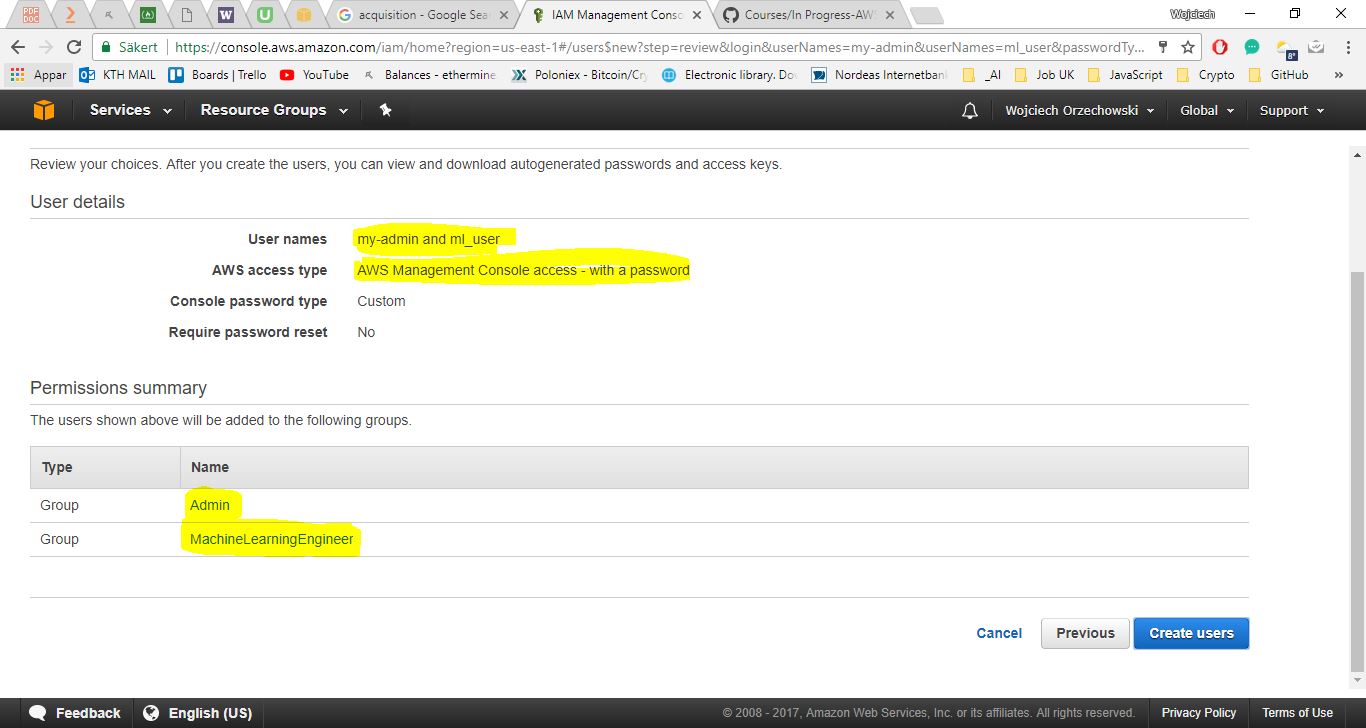 acquisition - Google Sea
IAM Management Conso
Courses/In Progress-AWS
Wojciech
Säkert
https://console.aws.amazon.com/iam/home?region=us-east-1#/users$new?step=review&login&userNames=my-admin&userNames=ml_user&passwordTy...
8°
Appar
KTH MAIL
Boards | Trello
YouTube
Balances - ethermine
Poloniex - Bitcoin/Cry
Electronic library. Do
Nordeas Internetban
_AI
Job UK
JavaScript
Crypto
GitHub
»
Services
Resource Groups
Wojciech Orzechowski
Global
Support
Review your choices. After you create the users, you can view and download autogenerated passwords and access keys.
User details
User names my-admin and ml_user
AWS access type AWS Management Console access - with a password
Console password type Custom
Require password reset No
Permissions summary
The users shown above will be added to the following groups.
Type Name
Group Admin
Group MachineLearningEngineer
Cancel Previous Create users
Feedback English (US) © 2008 - 2017, Amazon Web Services, Inc. or its affiliates. All rights reserved. Privacy Policy Terms of Use